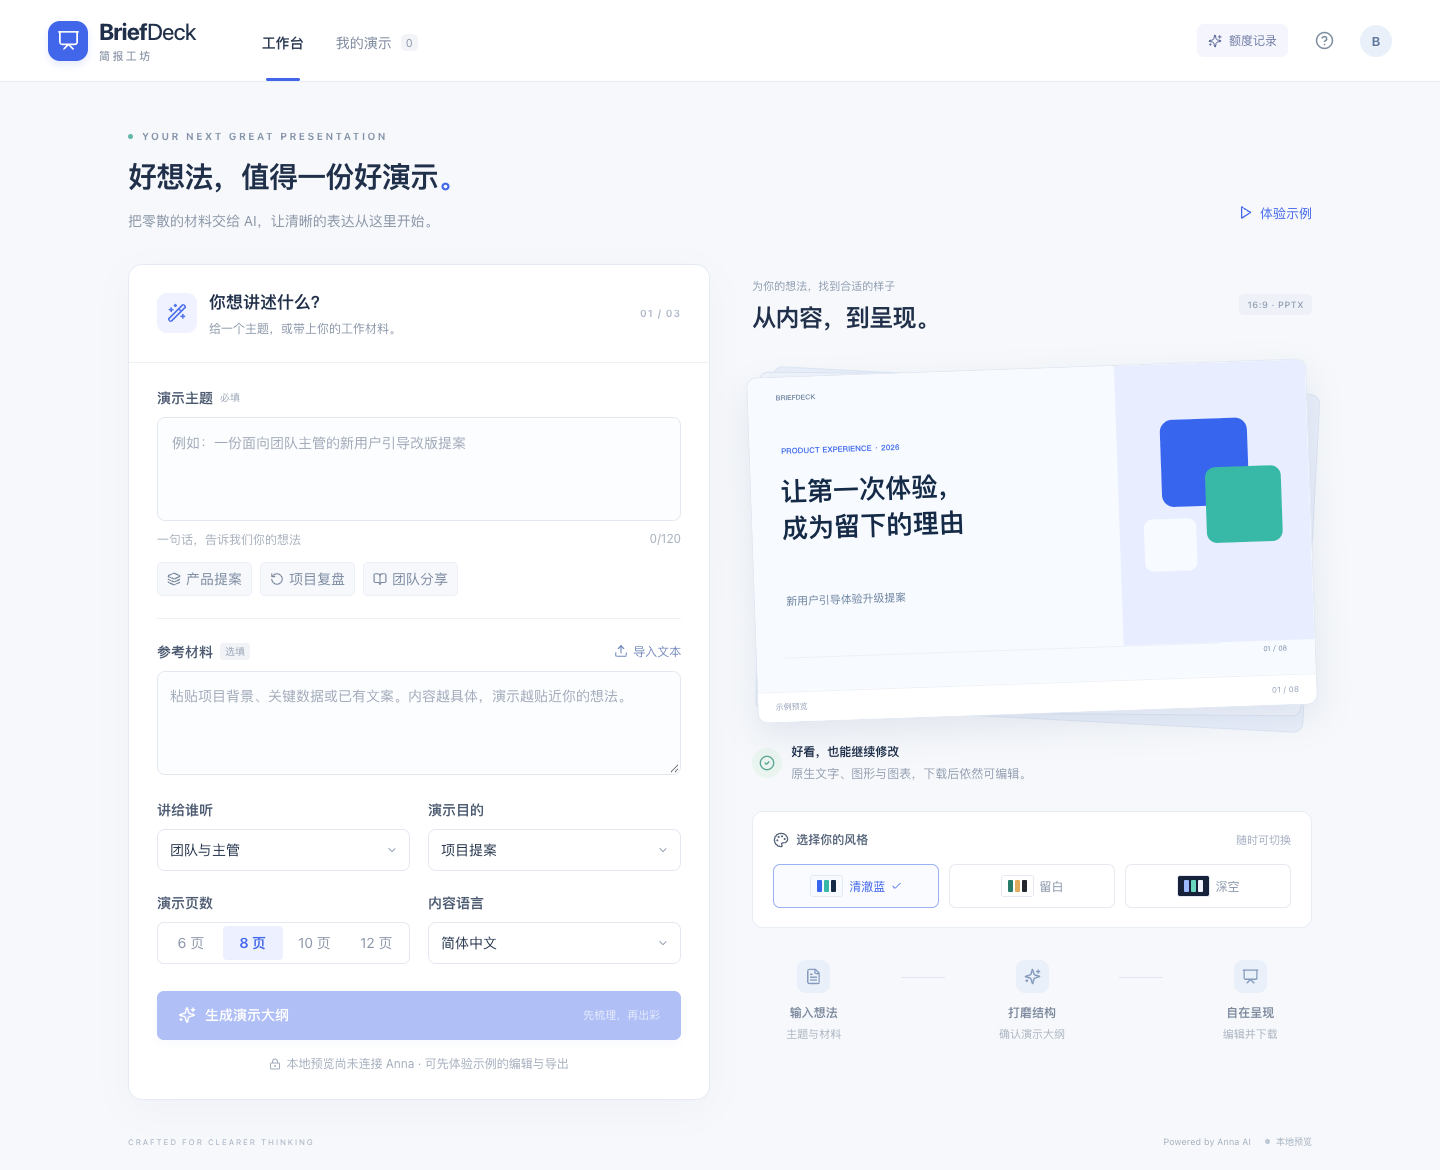 BriefDeck
简报工坊
工作台
我的演示 0
额度记录
B
YOUR NEXT GREAT PRESENTATION
好想法，值得一份好演示。
把零散的材料交给 AI，让清晰的表达从这里开始。
体验示例
你想讲述什么？
给一个主题，或带上你的工作材料。
01 / 03
演示主题 必填
例如：一份面向团队主管的新用户引导改版提案
一句话，告诉我们你的想法
0/120
产品提案
项目复盘
团队分享
参考材料 选填
导入文本
粘贴项目背景、关键数据或已有文案。内容越具体，演示越贴近你的想法。
讲给谁听
团队与主管
演示目的
项目提案
演示页数
6 页
8 页
10 页
12 页
内容语言
简体中文
生成演示大纲
先梳理，再出彩
本地预览尚未连接 Anna · 可先体验示例的编辑与导出
为你的想法，找到合适的样子
从内容，到呈现。
16:9 · PPTX
BRIEFDECK
PRODUCT EXPERIENCE · 2026
让第一次体验，
成为留下的理由
新用户引导体验升级提案
01 / 08
示例预览
01 / 08
好看，也能继续修改
原生文字、图形与图表，下载后依然可编辑。
选择你的风格
随时可切换
清澈蓝
留白
深空
输入想法
主题与材料
打磨结构
确认演示大纲
自在呈现
编辑并下载
CRAFTED FOR CLEARER THINKING
Powered by Anna AI
本地预览